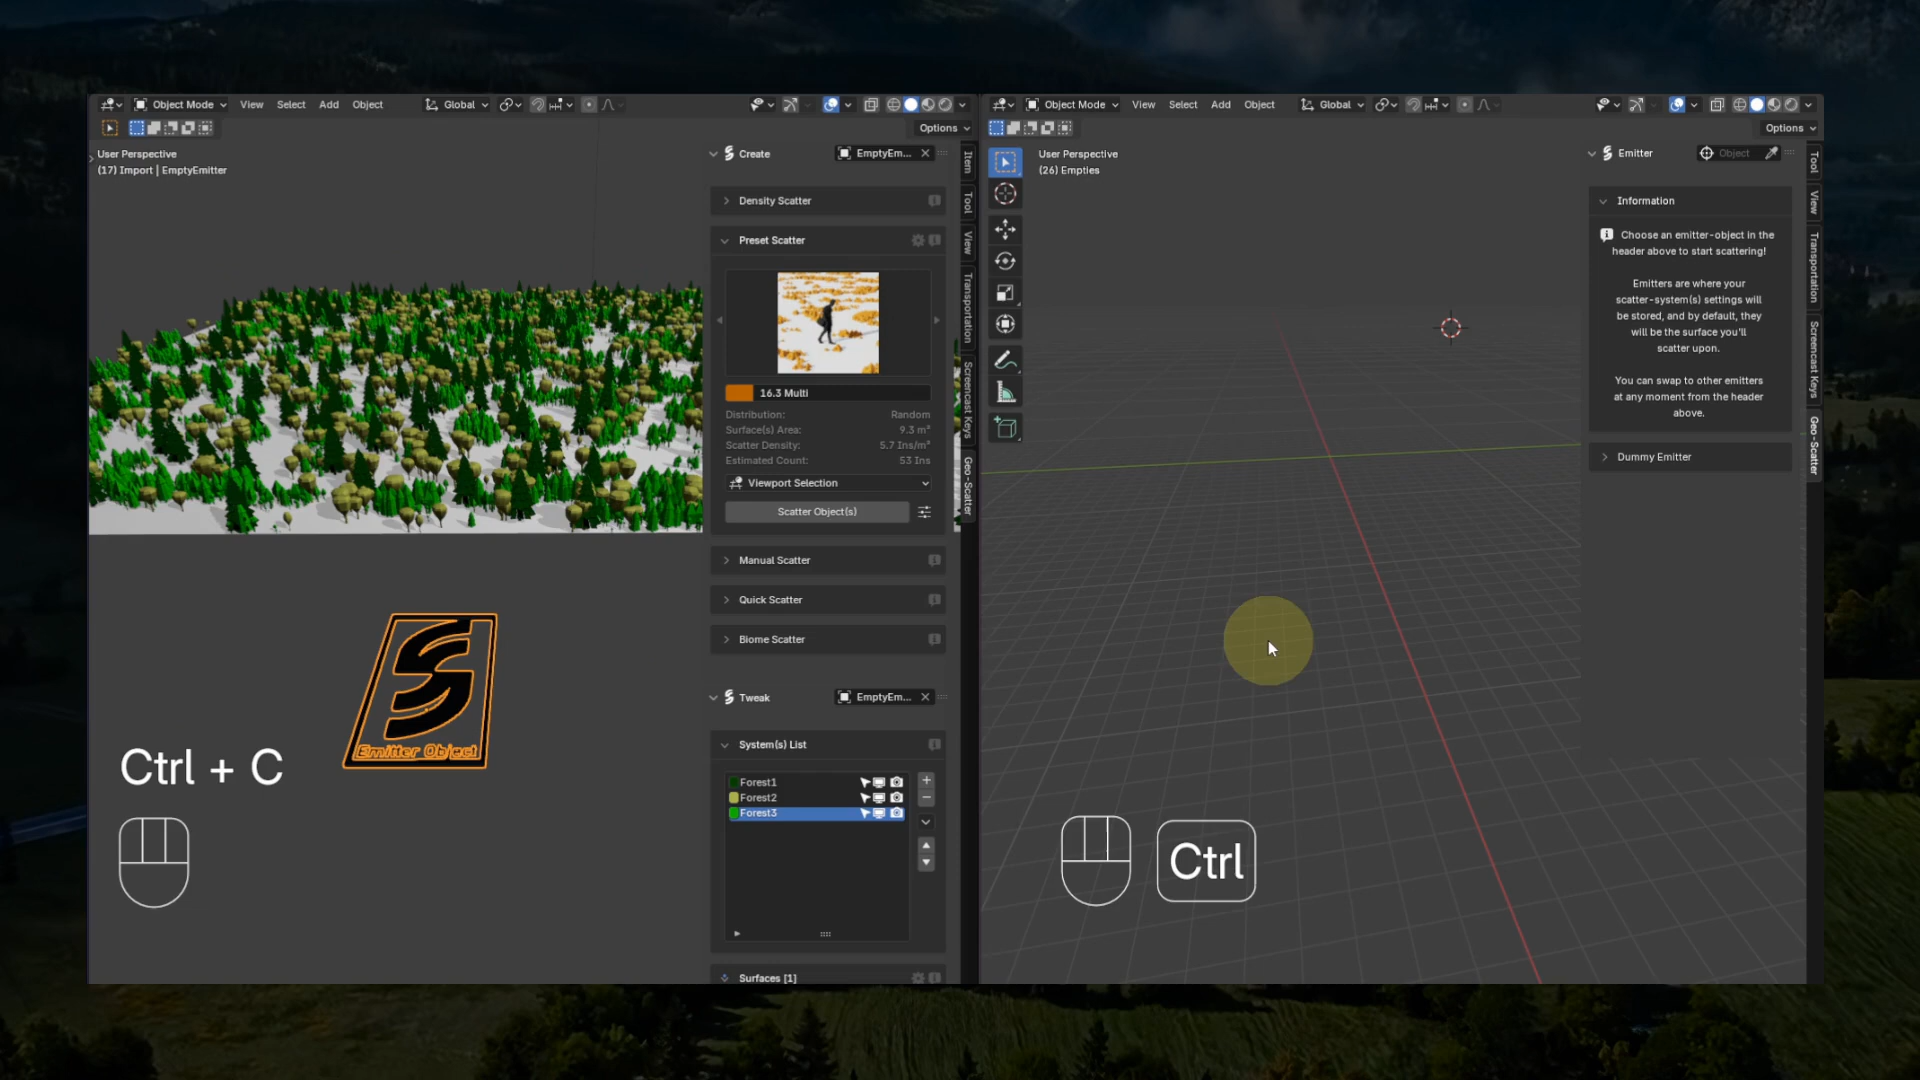 Object Mode
View
Select
Add
Object
Global
Options
User Perspective
(17) Import | EmptyEmitter
Create
EmptyEm...
Density Scatter
Preset Scatter
16.3 Multi
Distribution: Random
Surface(s) Area: 9.3 m²
Scatter Density: 5.7 Ins/m²
Estimated Count: 53 Ins
Viewport Selection
Scatter Object(s)
Manual Scatter
Quick Scatter
Biome Scatter
Tweak
EmptyEm...
System(s) List
Forest1
Forest2
Forest3
Surfaces [1]
Item
Tool
View
Transportation
Screencast Keys
Geo-Scatter
Emitter Object
Ctrl + C
Object Mode
View
Select
Add
Object
Global
Options
User Perspective
(26) Empties
Emitter
Object
Information
Choose an emitter-object in the
header above to start scattering!
Emitters are where your
scatter-system(s) settings will
be stored, and by default, they
will be the surface you'll
scatter upon.
You can swap to other emitters
at any moment from the header
above.
Dummy Emitter
Tool
View
Transportation
Screencast Keys
Geo-Scatter
Ctrl